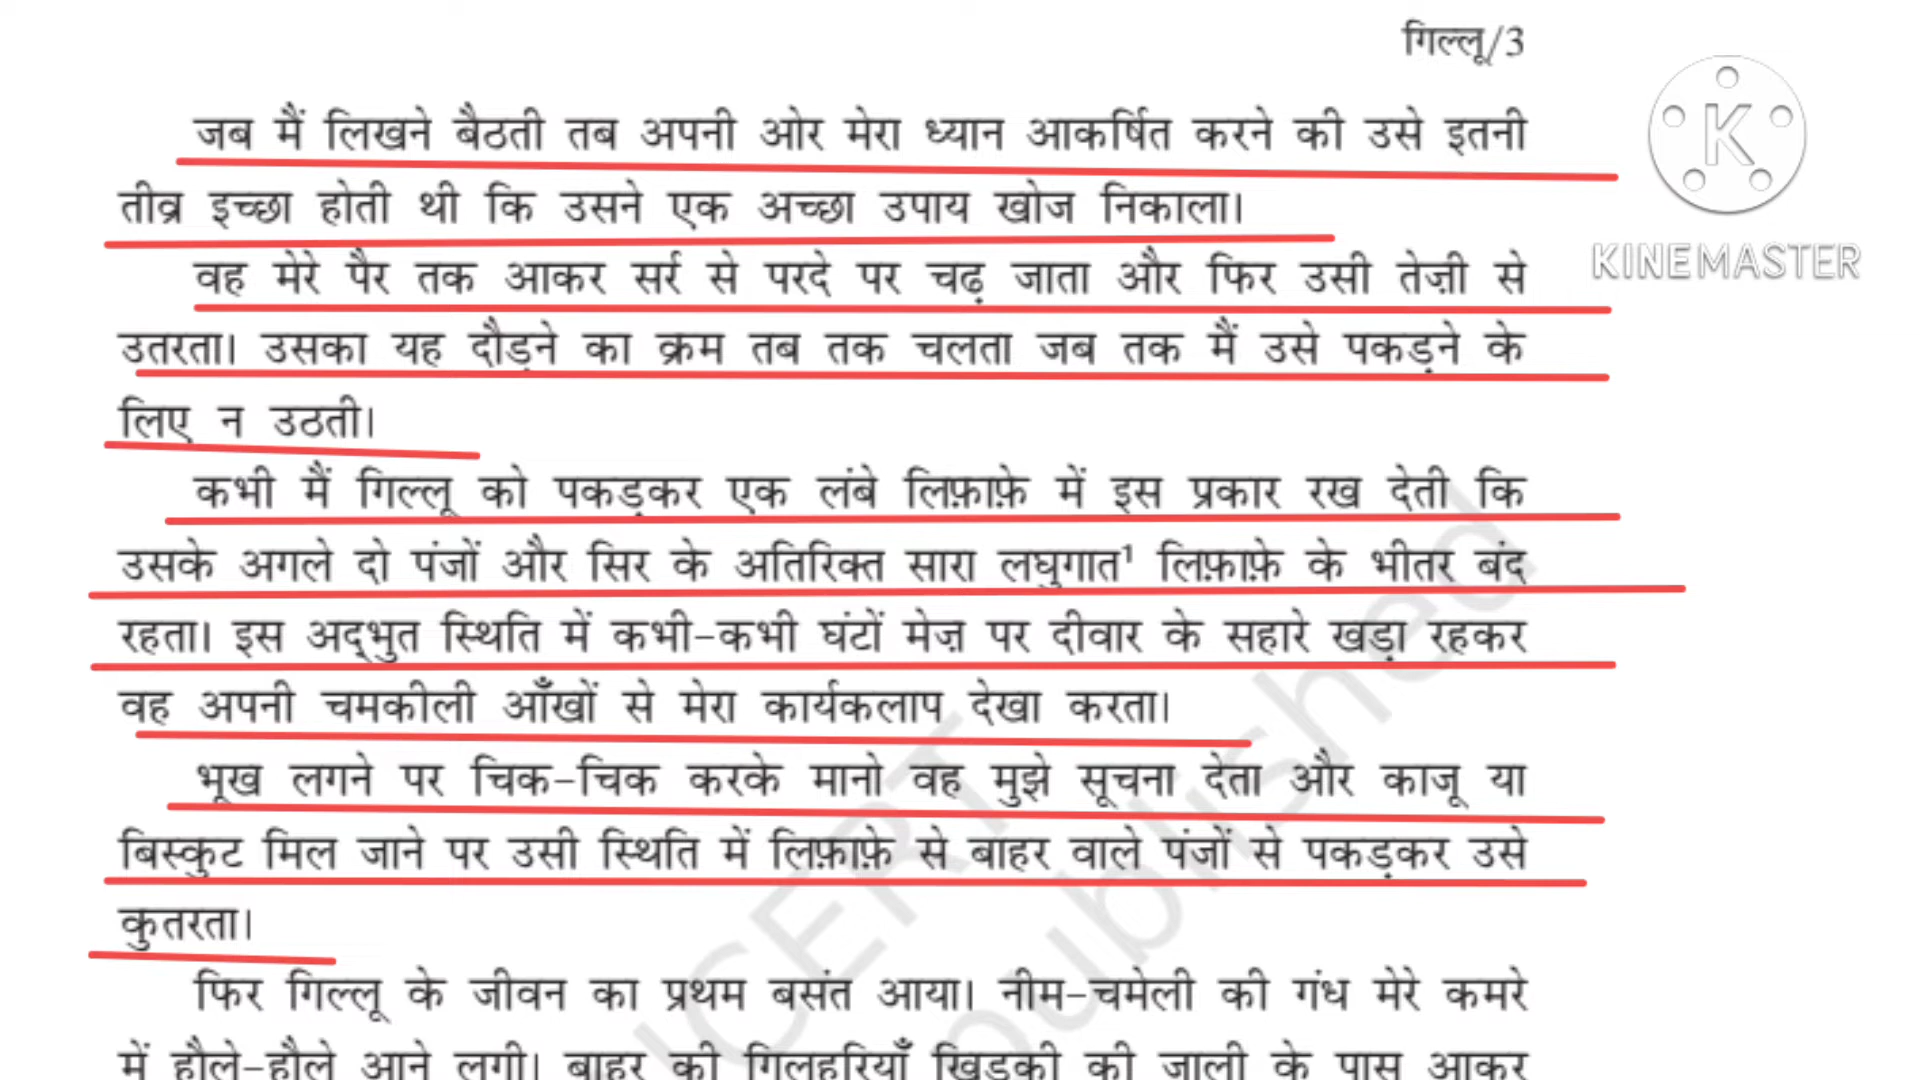 गिल्लू/3
जब मैं लिखने बैठती तब अपनी ओर मेरा ध्यान आकर्षित करने की उसे इतनी
तीव्र इच्छा होती थी कि उसने एक अच्छा उपाय खोज निकाला।
वह मेरे पैर तक आकर सर्र से परदे पर चढ़ जाता और फिर उसी तेज़ी से
उतरता। उसका यह दौड़ने का क्रम तब तक चलता जब तक मैं उसे पकड़ने के
लिए न उठती।
कभी मैं गिल्लू को पकड़कर एक लंबे लिफ़ाफ़े में इस प्रकार रख देती कि
उसके अगले दो पंजों और सिर के अतिरिक्त सारा लघुगात¹ लिफ़ाफ़े के भीतर बंद
रहता। इस अद्‌भुत स्थिति में कभी-कभी घंटों मेज़ पर दीवार के सहारे खड़ा रहकर
वह अपनी चमकीली आँखों से मेरा कार्यकलाप देखा करता।
भूख लगने पर चिक-चिक करके मानो वह मुझे सूचना देता और काजू या
बिस्कुट मिल जाने पर उसी स्थिति में लिफ़ाफ़े से बाहर वाले पंजों से पकड़कर उसे
कुतरता।
फिर गिल्लू के जीवन का प्रथम बसंत आया। नीम-चमेली की गंध मेरे कमरे
में हौले-हौले आने लगी। बाहर की गिलहरियाँ खिड़की की जाली के पास आकर
K
KINEMASTER
published